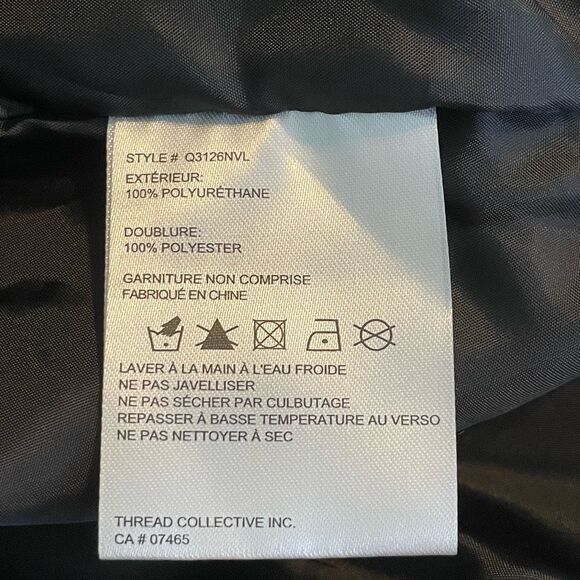 STYLE # Q3126NVL
EXTÉRIEUR:
100% POLYURÉTHANE
DOUBLURE:
100% POLYESTER
GARNITURE NON COMPRISE
FABRIQUÉ EN CHINE
LAVER À LA MAIN À L'EAU FROIDE
NE PAS JAVELLISER
NE PAS SÉCHER PAR CULBUTAGE
REPASSER À BASSE TEMPERATURE AU VERSO
NE PAS NETTOYER À SEC
THREAD COLLECTIVE INC.
CA # 07465